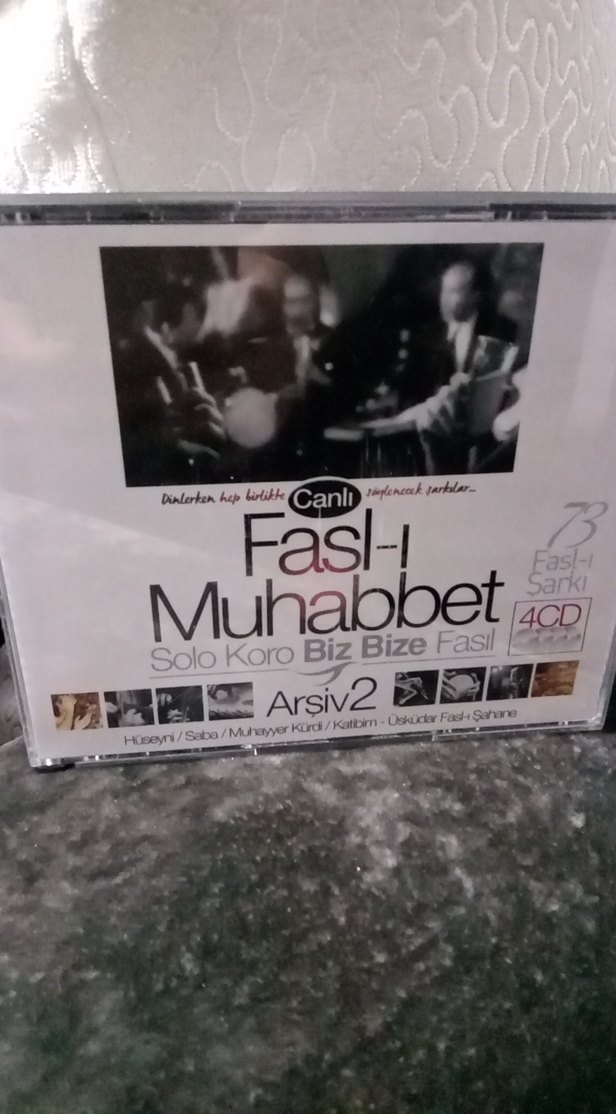 Dinlerken hep birlikte Canlı söylenecek şarkılar...
Fasl-ı
Muhabbet
Solo Koro Biz Bize Fasıl
73
Fasl-ı
Şarkı
4CD
Arşiv2
Hüseyni / Saba / Muhayyer Kürdi / Katibim - Üsküdar Fasl-ı Şahane